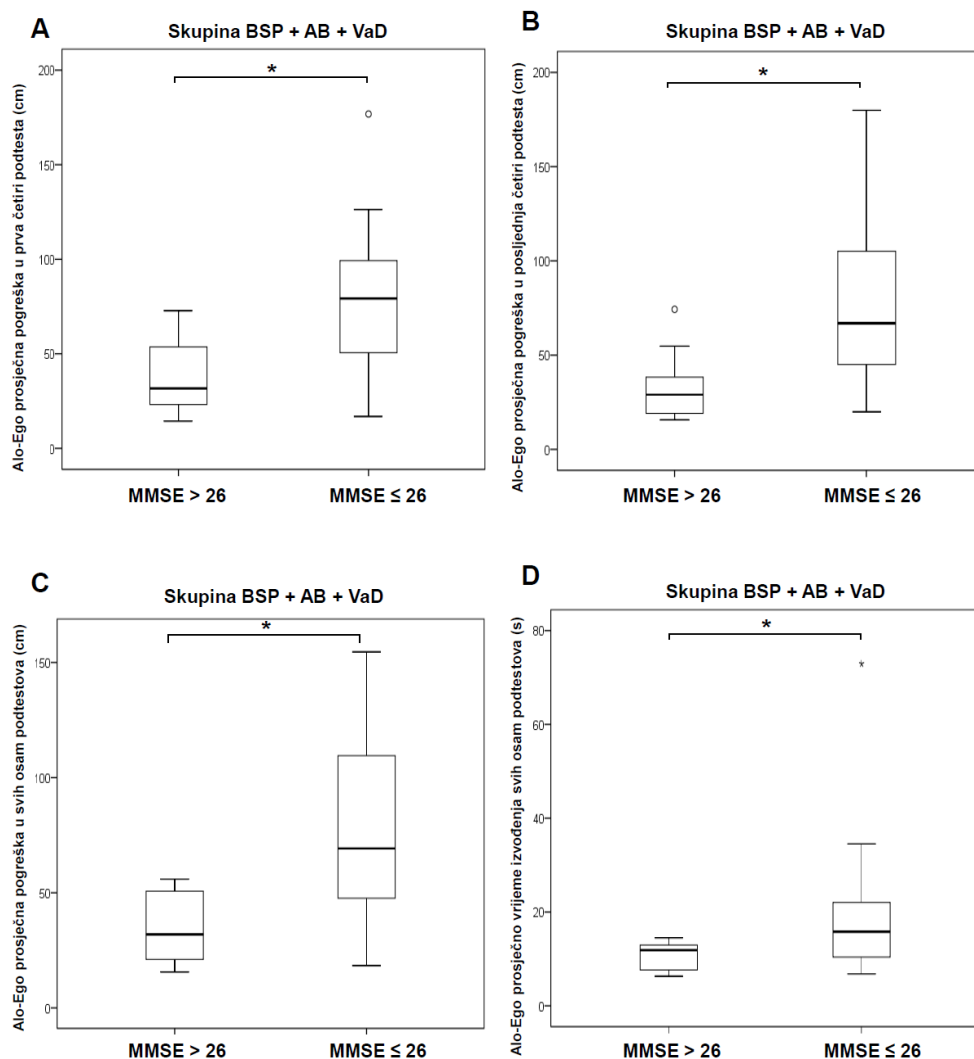 A
Skupina BSP + AB + VaD
Alo-Ego prosječna pogreška u prva četiri podtesta (cm)
200
150
100
50
0
*
MMSE > 26
MMSE ≤ 26
B
Skupina BSP + AB + VaD
Alo-Ego prosječna pogreška u posljednja četiri podtesta (cm)
200
150
100
50
0
*
MMSE > 26
MMSE ≤ 26
C
Skupina BSP + AB + VaD
Alo-Ego prosječna pogreška u svih osam podtestova (cm)
150
100
50
0
*
MMSE > 26
MMSE ≤ 26
D
Skupina BSP + AB + VaD
Alo-Ego prosječno vrijeme izvođenja svih osam podtestova (s)
80
60
40
20
0
*
*
MMSE > 26
MMSE ≤ 26